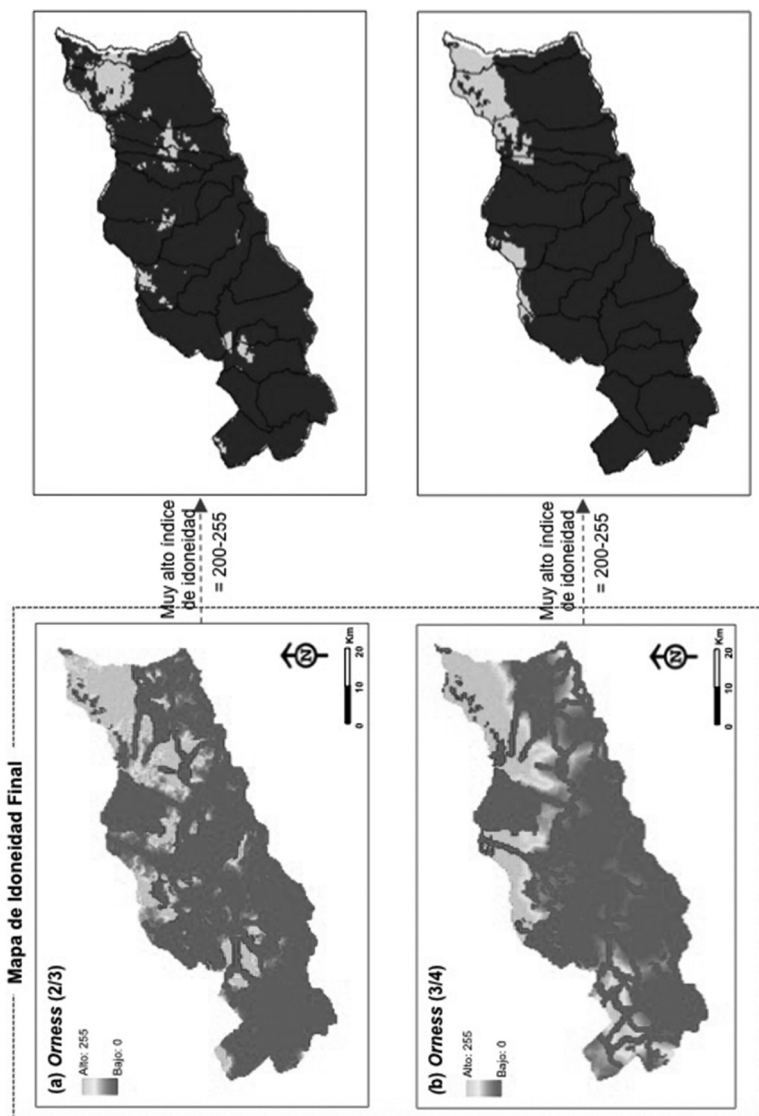 Mapa de Idoneidad Final
(a) Orness (2/3)
Alto: 255
Bajo: 0
N
0 10 20
Km
Muy alto índice
de idoneidad
= 200-255
(b) Orness (3/4)
Alto: 255
Bajo: 0
N
0 10 20
Km
Muy alto índice
de idoneidad
= 200-255